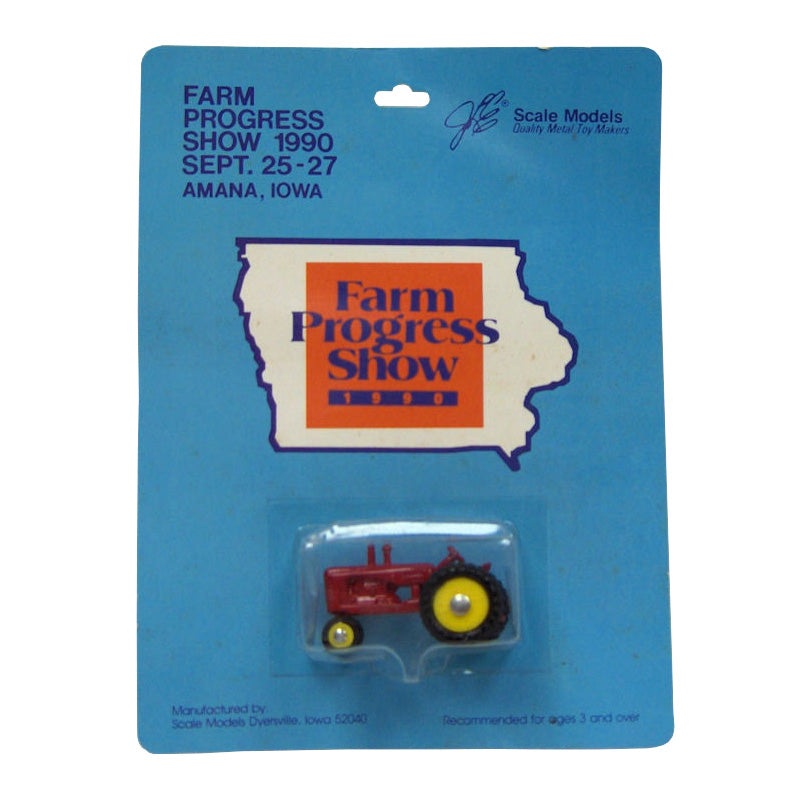 FARM
PROGRESS
SHOW 1990
SEPT. 25-27
AMANA, IOWA
JLE® Scale Models
Quality Metal Toy Makers
Farm
Progress
Show
1990
Manufactured by:
Scale Models Dyersville, Iowa 52040
Recommended for ages 3 and over